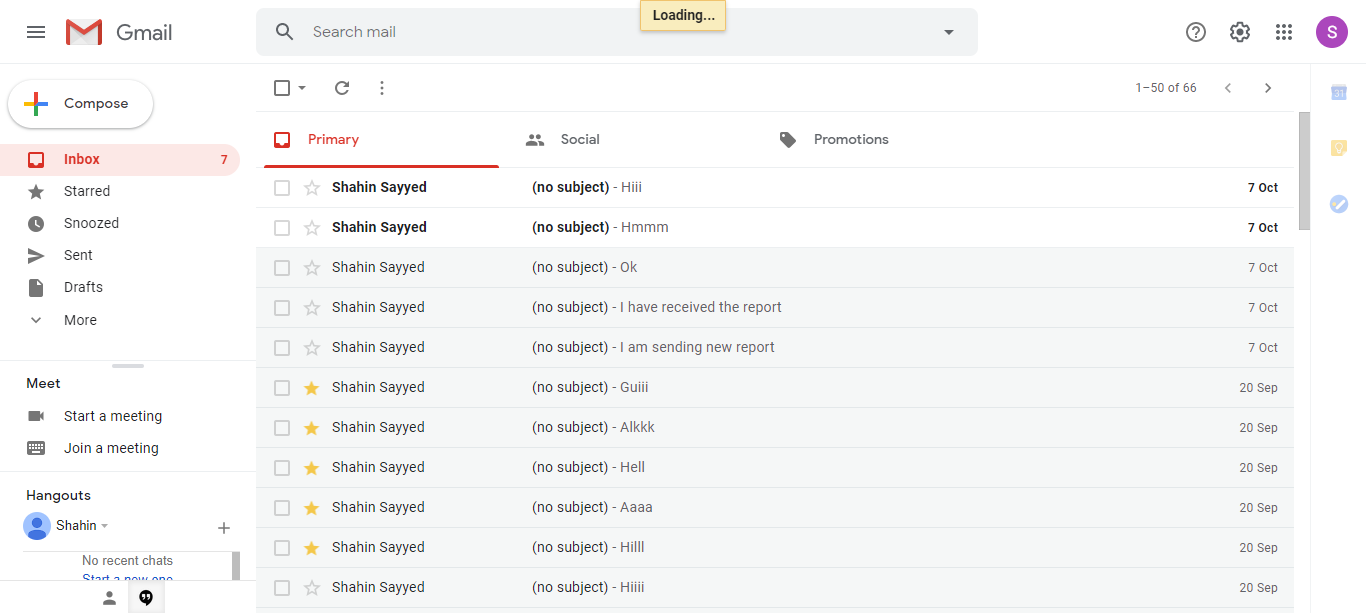 Loading...
Gmail
Search mail
S
Compose
1–50 of 66
31
Primary
Social
Promotions
Inbox 7
Starred
Snoozed
Sent
Drafts
More
Shahin Sayyed (no subject) - Hiii 7 Oct
Shahin Sayyed (no subject) - Hmmm 7 Oct
Shahin Sayyed (no subject) - Ok 7 Oct
Shahin Sayyed (no subject) - I have received the report 7 Oct
Shahin Sayyed (no subject) - I am sending new report 7 Oct
Shahin Sayyed (no subject) - Guiii 20 Sep
Shahin Sayyed (no subject) - Alkkk 20 Sep
Shahin Sayyed (no subject) - Hell 20 Sep
Shahin Sayyed (no subject) - Aaaa 20 Sep
Shahin Sayyed (no subject) - Hilll 20 Sep
Shahin Sayyed (no subject) - Hiiii 20 Sep
Meet
Start a meeting
Join a meeting
Hangouts
Shahin
No recent chats
Start a new one